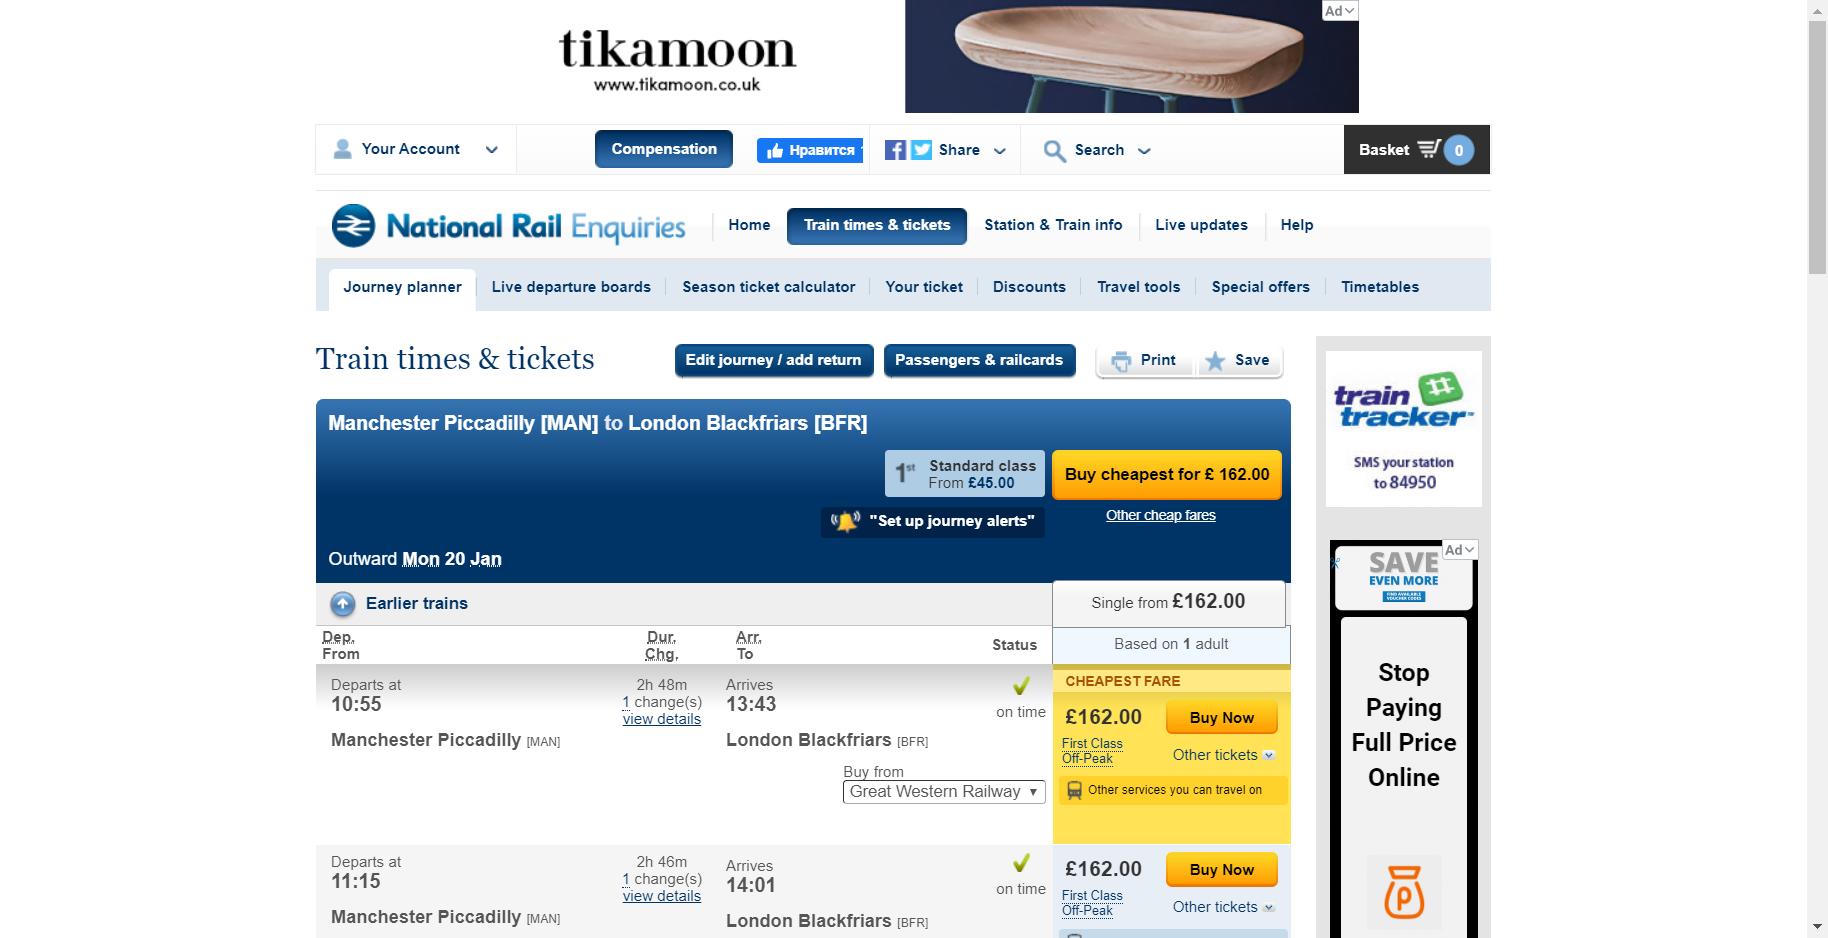 tikamoon
www.tikamoon.co.uk
Ad
Your Account
Compensation
Нравится
Share
Search
Basket
0
National Rail Enquiries
Home
Train times & tickets
Station & Train info
Live updates
Help
Journey planner
Live departure boards
Season ticket calculator
Your ticket
Discounts
Travel tools
Special offers
Timetables
Train times & tickets
Edit journey / add return
Passengers & railcards
Print
Save
Manchester Piccadilly [MAN] to London Blackfriars [BFR]
1st
Standard class
From £45.00
Buy cheapest for £ 162.00
"Set up journey alerts"
Other cheap fares
Outward Mon 20 Jan
Earlier trains
Single from £162.00
Dep.
From
Dur.
Chg.
Arr.
To
Status
Based on 1 adult
Departs at
10:55
Manchester Piccadilly [MAN]
2h 48m
1 change(s)
view details
Arrives
13:43
London Blackfriars [BFR]
on time
Buy from
Great Western Railway
CHEAPEST FARE
£162.00
Buy Now
First Class
Off-Peak
Other tickets
Other services you can travel on
Departs at
11:15
Manchester Piccadilly [MAN]
2h 46m
1 change(s)
view details
Arrives
14:01
London Blackfriars [BFR]
on time
£162.00
Buy Now
First Class
Off-Peak
Other tickets
train
tracker™
SMS your station
to 84950
Ad
SAVE
EVEN MORE
FIND AVAILABLE
VOUCHER CODES
Stop
Paying
Full Price
Online